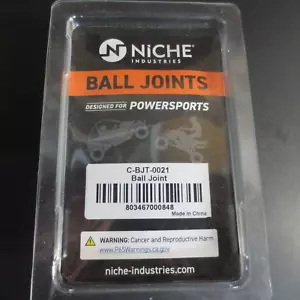 N NiCHE
INDUSTRIES
BALL JOINTS
DESIGNED FOR POWERSPORTS
C-BJT-0021
Ball Joint
803467000848
Made in China
WARNING: Cancer and Reproductive Harm
www.P65Warnings.ca.gov
niche-industries.com